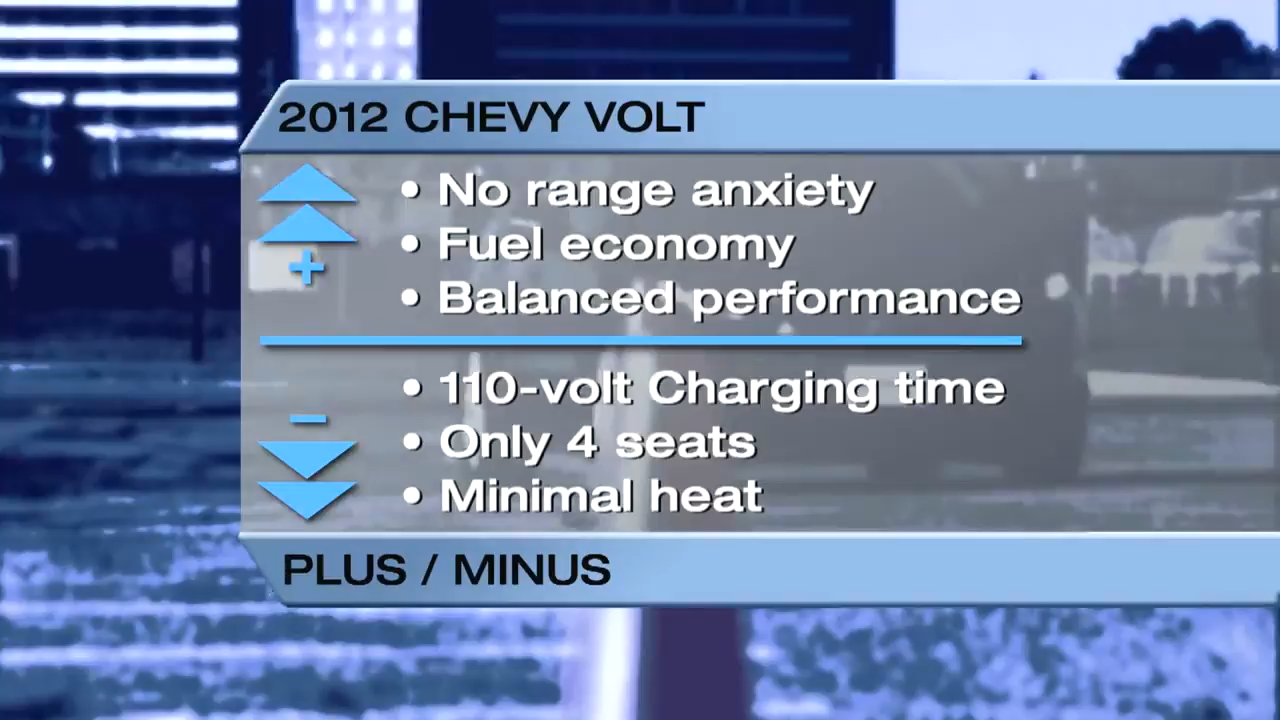 2012 CHEVY VOLT
• No range anxiety
• Fuel economy
+
• Balanced performance
• 110-volt Charging time
-
• Only 4 seats
• Minimal heat
PLUS / MINUS